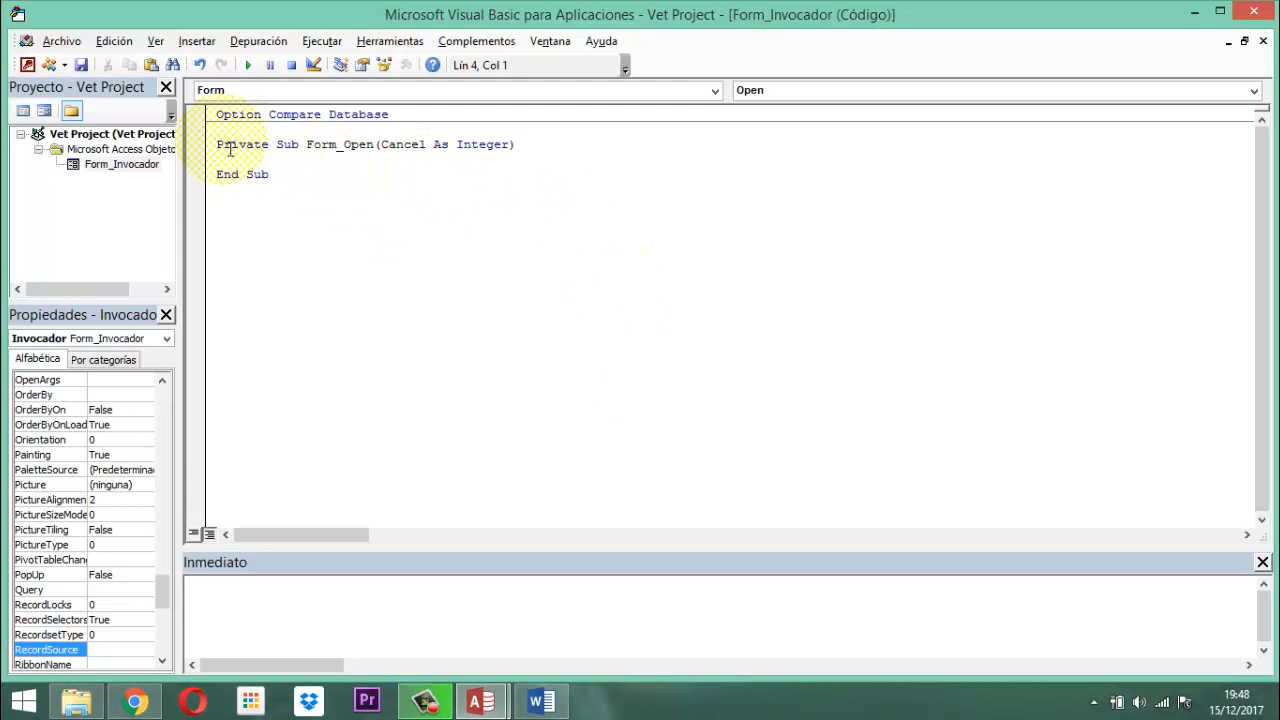 Microsoft Visual Basic para Aplicaciones - Vet Project - [Form_Invocador (Código)]
Archivo Edición Ver Insertar Depuración Ejecutar Herramientas Complementos Ventana Ayuda
Lín 4, Col 1
Proyecto - Vet Project
Vet Project (Vet Project
Microsoft Access Objeto
Form_Invocador
Form Open
Option Compare Database
Private Sub Form_Open(Cancel As Integer)
End Sub
Propiedades - Invocado
Invocador Form_Invocador
Alfabética Por categorías
OpenArgs
OrderBy
OrderByOn False
OrderByOnLoad True
Orientation 0
Painting True
PaletteSource (Predetermina
Picture (ninguna)
PictureAlignmen 2
PictureSizeMode 0
PictureTiling False
PictureType 0
PivotTableChang
PopUp False
Query
RecordLocks 0
RecordSelectors True
RecordsetType 0
RecordSource
RibbonName
Inmediato
Pr
19:48
15/12/2017